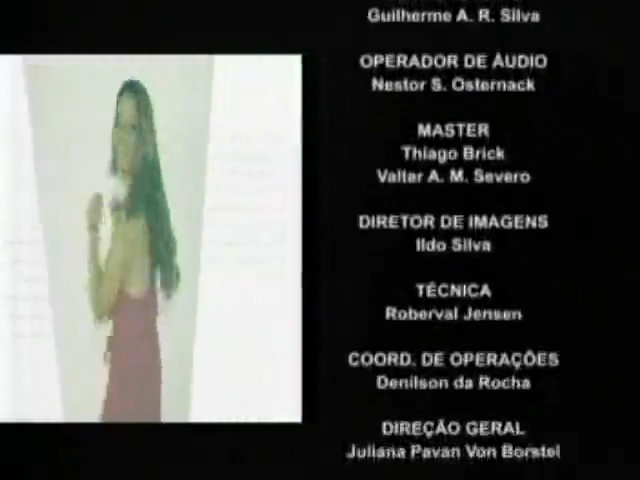 Guilherme A. R. Silva
OPERADOR DE ÁUDIO
Nestor S. Osternack
MASTER
Thiago Brick
Valter A. M. Severo
DIRETOR DE IMAGENS
Ildo Silva
TÉCNICA
Roberval Jensen
COORD. DE OPERAÇÕES
Denilson da Rocha
DIREÇÃO GERAL
Juliana Pavan Von Borstel